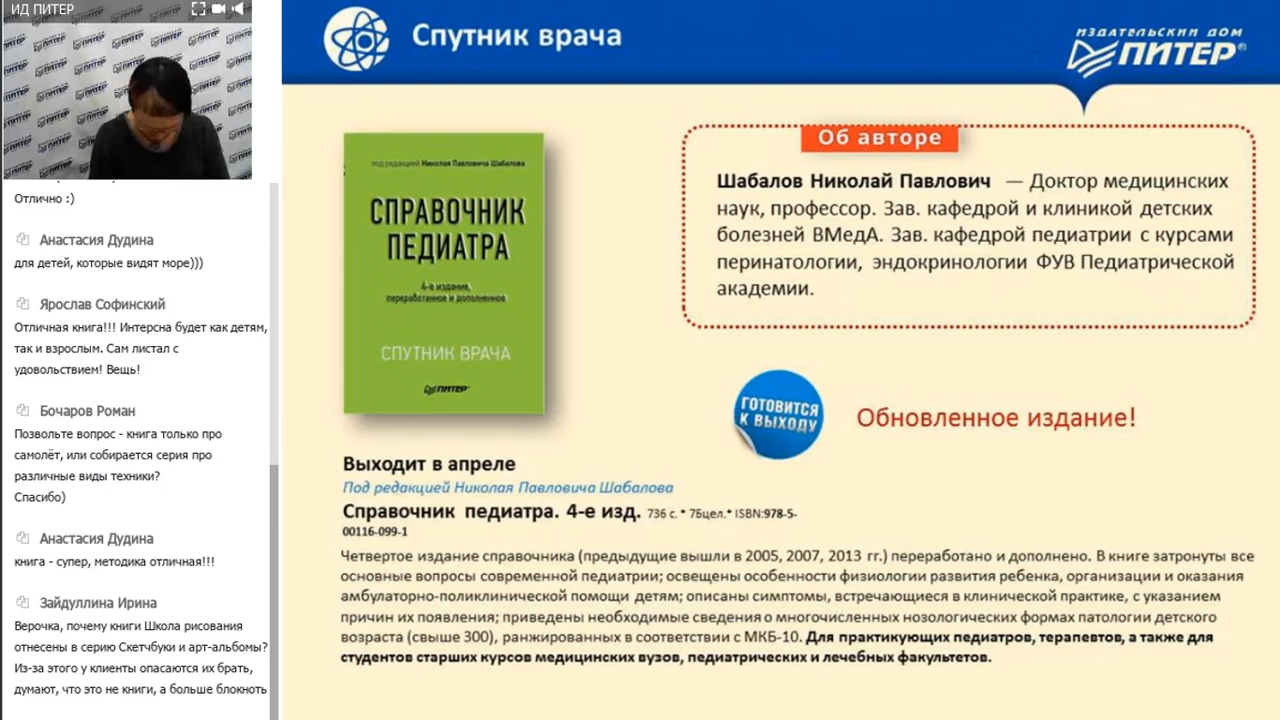 ИД ПИТЕР
Отлично :)
Анастасия Дудина
для детей, которые видят море)))
Ярослав Софинский
Отличная книга!!! Интерсна будет как детям,
так и взрослым. Сам листал с
удовольствием! Вещь!
Бочаров Роман
Позвольте вопрос - книга только про
самолёт, или собирается серия про
различные виды техники?
Спасибо)
Анастасия Дудина
книга - супер, методика отличная!!!
Зайдуллина Ирина
Верочка, почему книги Школа рисования
отнесены в серию Скетчбуки и арт-альбомы?
Из-за этого у клиенты опасаются их брать,
думают, что это не книги, а больше блокноть
Спутник врача
ИЗДАТЕЛЬСКИЙ ДОМ
ПИТЕР®
под редакцией Николая Павловича Шабалова
СПРАВОЧНИК
ПЕДИАТРА
4-е издание,
переработанное и дополненное
СПУТНИК ВРАЧА
ПИТЕР
Об авторе
Шабалов Николай Павлович — Доктор медицинских
наук, профессор. Зав. кафедрой и клиникой детских
болезней ВМедА. Зав. кафедрой педиатрии с курсами
перинатологии, эндокринологии ФУВ Педиатрической
академии.
ГОТОВИТСЯ
К ВЫХОДУ
Обновленное издание!
Выходит в апреле
Под редакцией Николая Павловича Шабалова
Справочник педиатра. 4-е изд. 736 с. * 7Бцел.* ISBN:978-5-
00116-099-1
Четвертое издание справочника (предыдущие вышли в 2005, 2007, 2013 гг.) переработано и дополнено. В книге затронуты все
основные вопросы современной педиатрии; освещены особенности физиологии развития ребенка, организации и оказания
амбулаторно-поликлинической помощи детям; описаны симптомы, встречающиеся в клинической практике, с указанием
причин их появления; приведены необходимые сведения о многочисленных нозологических формах патологии детского
возраста (свыше 300), ранжированных в соответствии с МКБ-10. Для практикующих педиатров, терапевтов, а также для
студентов старших курсов медицинских вузов, педиатрических и лечебных факультетов.